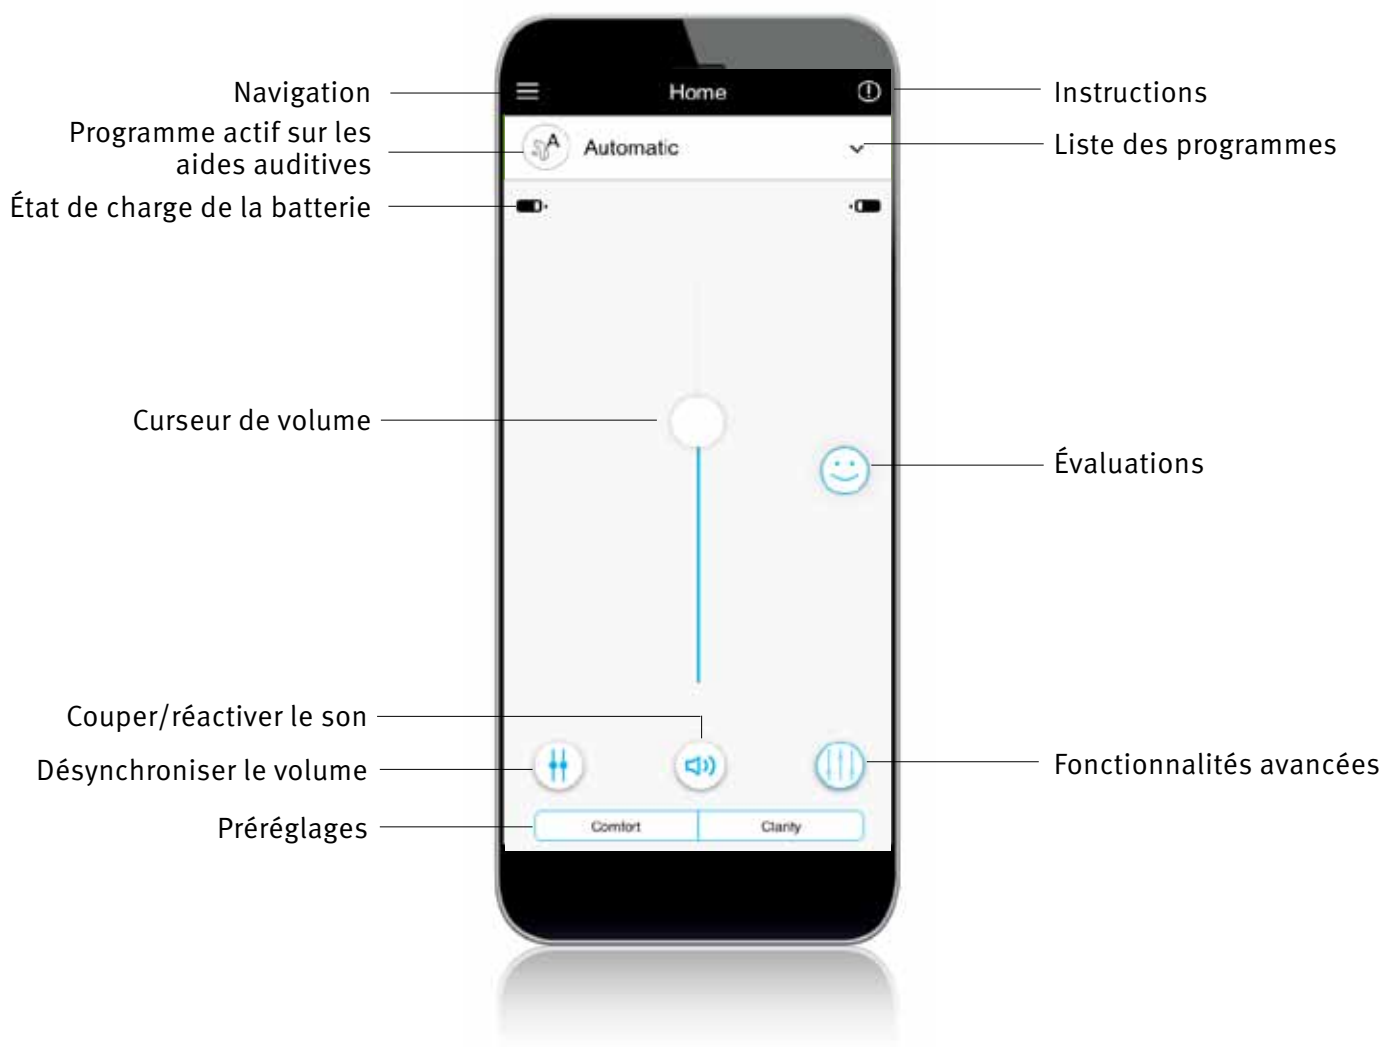 Navigation
Programme actif sur les
aides auditives
État de charge de la batterie
Curseur de volume
Couper/réactiver le son
Désynchroniser le volume
Préréglages
Home
A
Automatic
Comfort
Clarity
Instructions
Liste des programmes
Évaluations
Fonctionnalités avancées